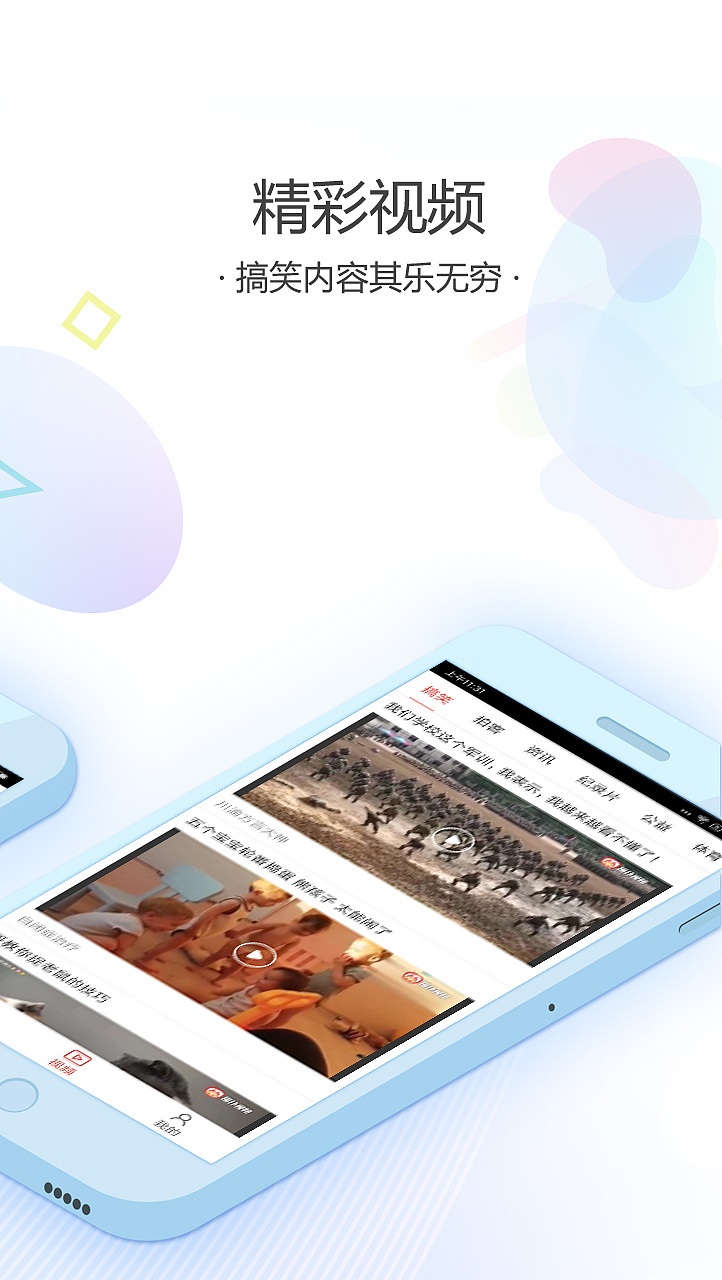 精彩视频
·搞笑内容其乐无穷·
上午11:31
搞笑 拍客 资讯 纪录片 公益 体育
我们学校这个军训，我表示，我越来越看不懂了！
川渝方言大神
五个宝宝轮番捣蛋 熊孩子太能闹了
自闭症治疗
教你捉老鼠的技巧
视频
我的